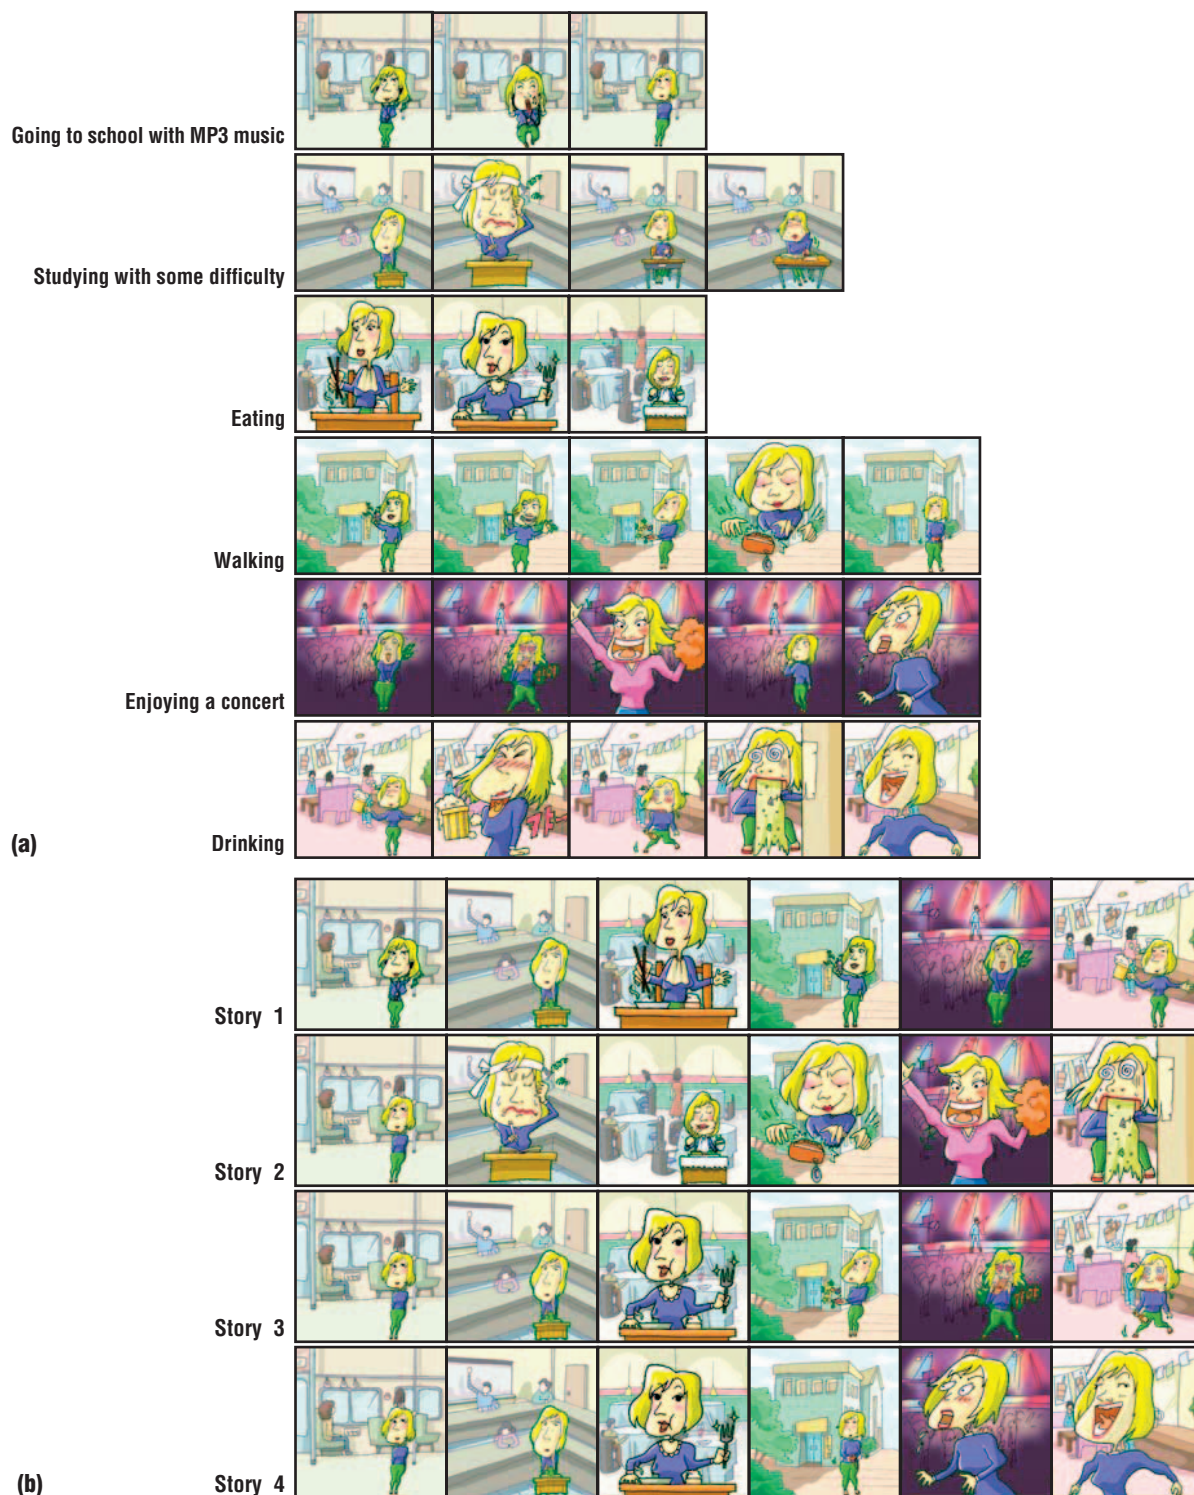 Going to school with MP3 music
Studying with some difficulty
Eating
Walking
Enjoying a concert
(a)
Drinking
Story 1
Story 2
Story 3
(b)
Story 4